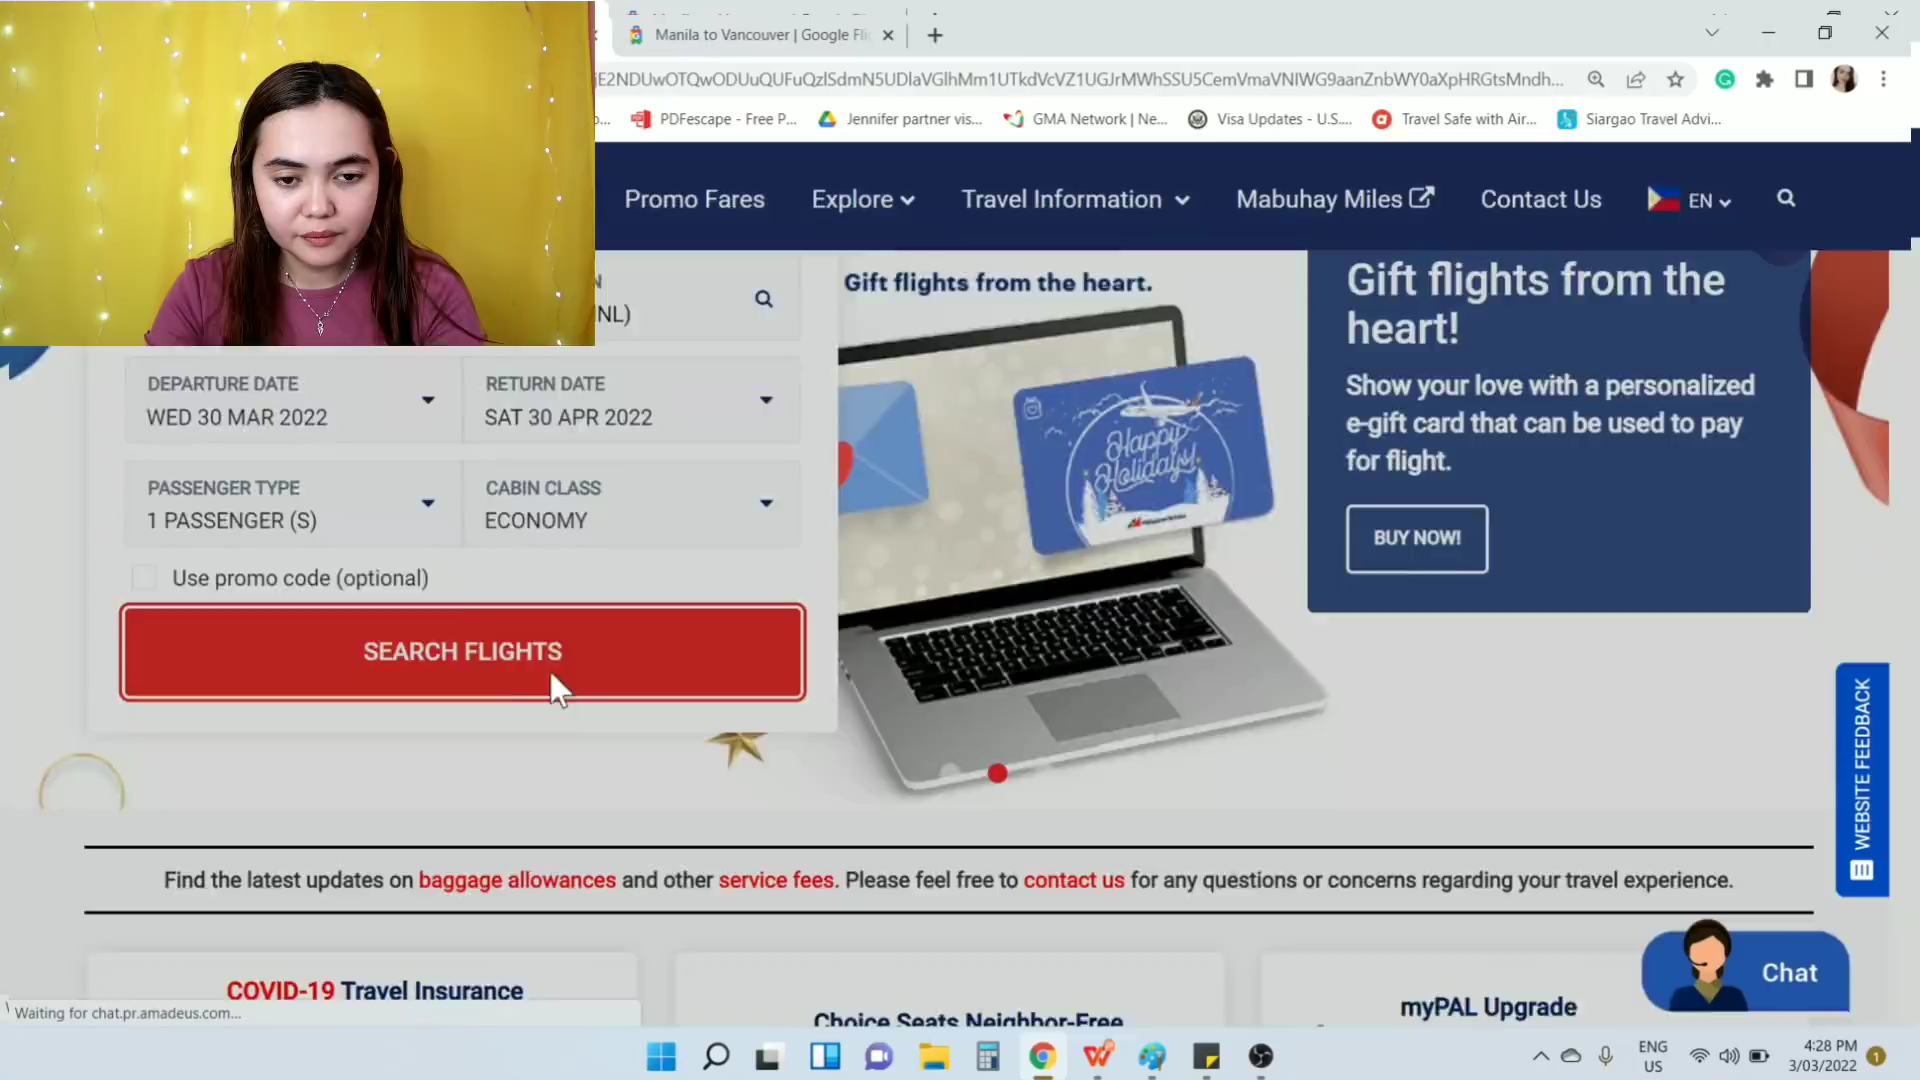 Manila to Vancouver | Google Fli
jE2NDUwOTQwODUuQUFuQzlSdmN5UDlaVGlhMm1UTkdVcVZ1UGJrMWhSSU5CemVmaVNIWG9aanZnbWY0aXpHRGtsMndh...
PDFescape - Free P...
Jennifer partner vis...
GMA Network | Ne...
Visa Updates - U.S....
Travel Safe with Air...
Siargao Travel Advi...
Promo Fares
Explore
Travel Information
Mabuhay Miles
Contact Us
EN
N
NL)
DEPARTURE DATE
WED 30 MAR 2022
RETURN DATE
SAT 30 APR 2022
PASSENGER TYPE
1 PASSENGER (S)
CABIN CLASS
ECONOMY
Use promo code (optional)
SEARCH FLIGHTS
Gift flights from the heart.
Happy
Holidays!
Gift flights from the
heart!
Show your love with a personalized
e-gift card that can be used to pay
for flight.
BUY NOW!
WEBSITE FEEDBACK
Find the latest updates on baggage allowances and other service fees. Please feel free to contact us for any questions or concerns regarding your travel experience.
COVID-19 Travel Insurance
Choice Seats Neighbor-Free
myPAL Upgrade
Chat
Waiting for chat.pr.amadeus.com...
ENG
US
4:28 PM
3/03/2022
1